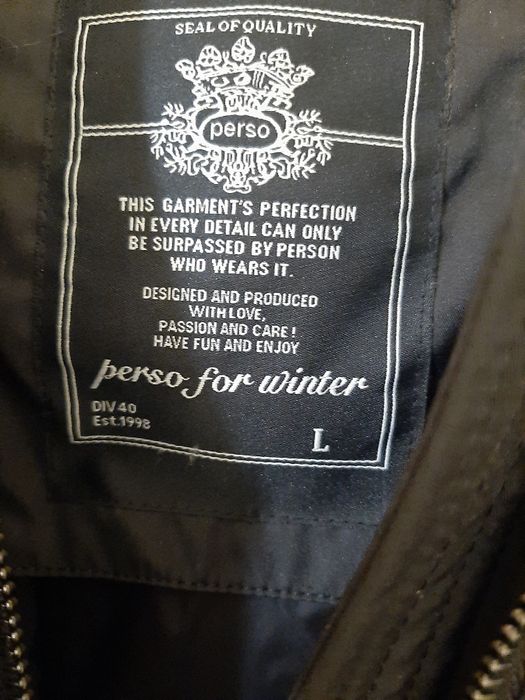 SEAL OF QUALITY
perso
THIS GARMENT'S PERFECTION
IN EVERY DETAIL CAN ONLY
BE SURPASSED BY PERSON
WHO WEARS IT.
DESIGNED AND PRODUCED
WITH LOVE,
PASSION AND CARE!
HAVE FUN AND ENJOY
perso for winter
DIV 40
Est.1998
L